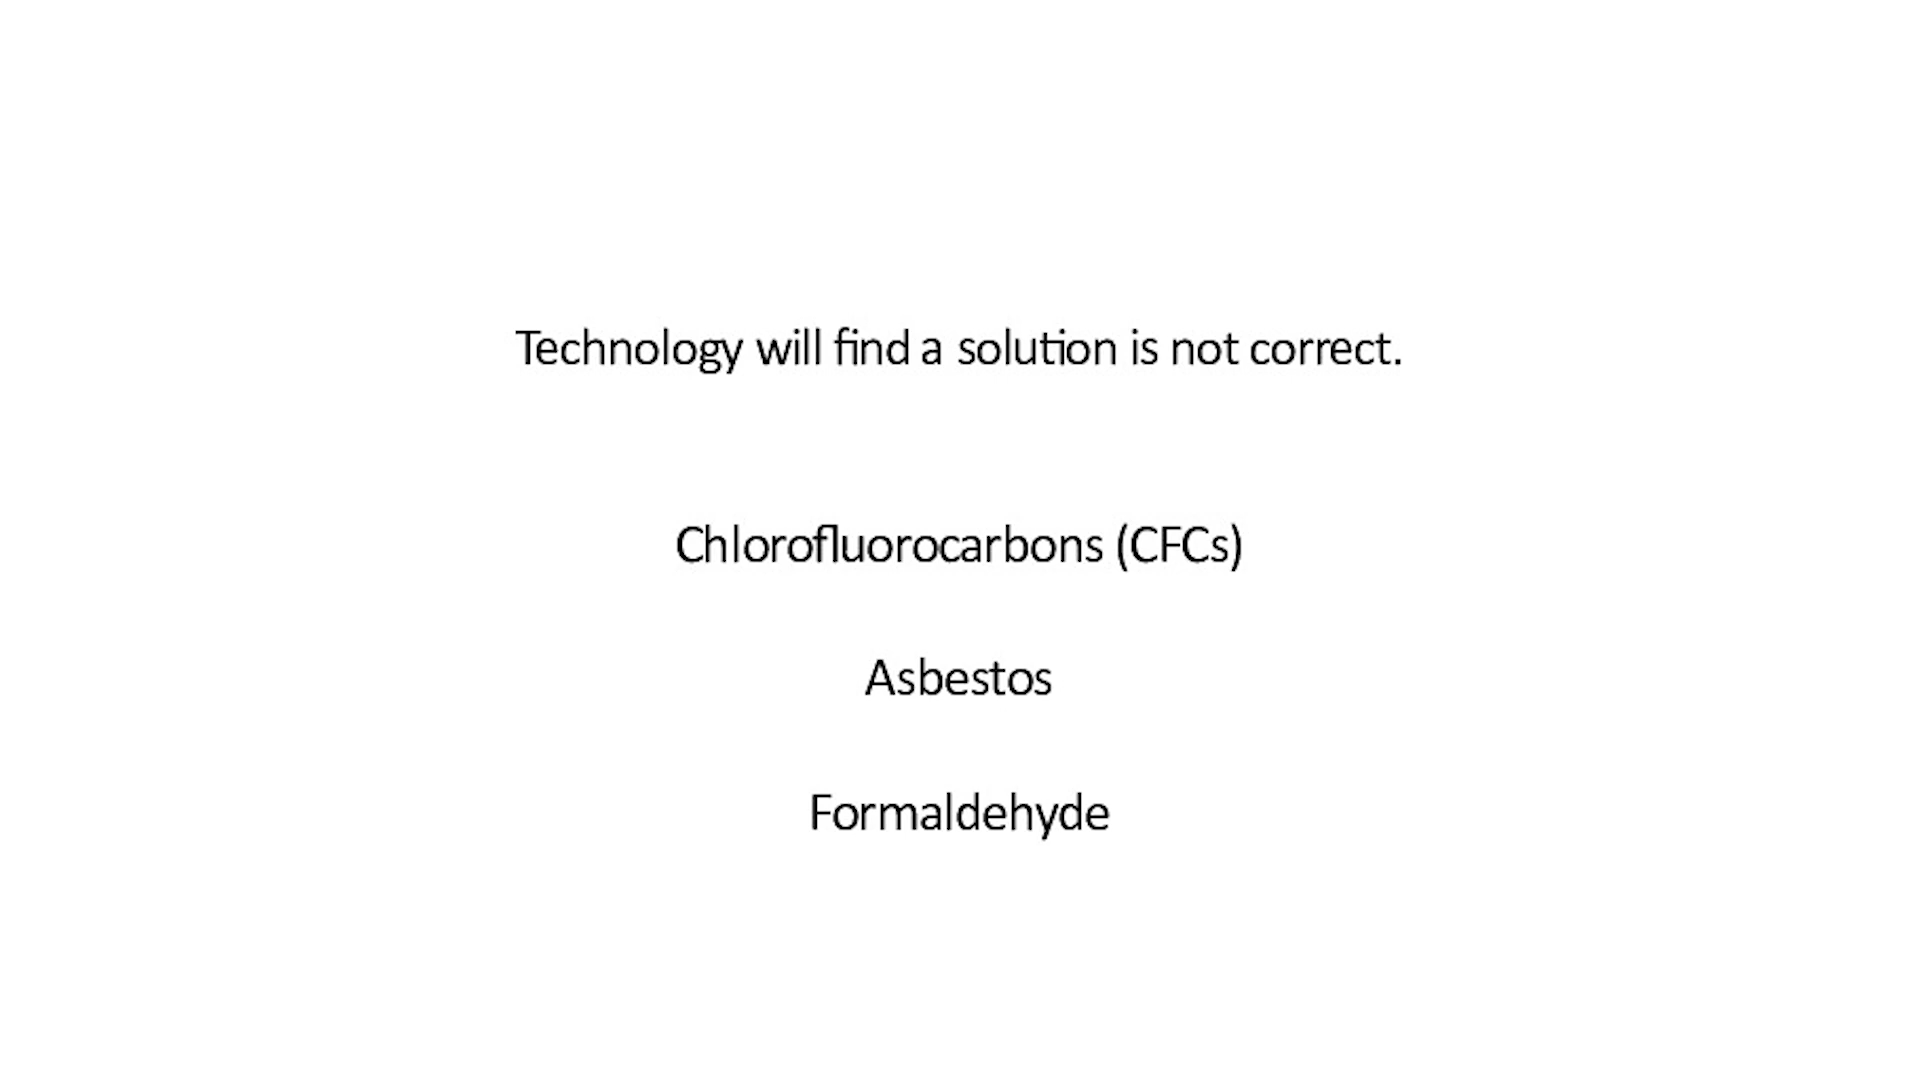 Technology will find a solution is not correct.
Chlorofluorocarbons (CFCs)
Asbestos
Formaldehyde